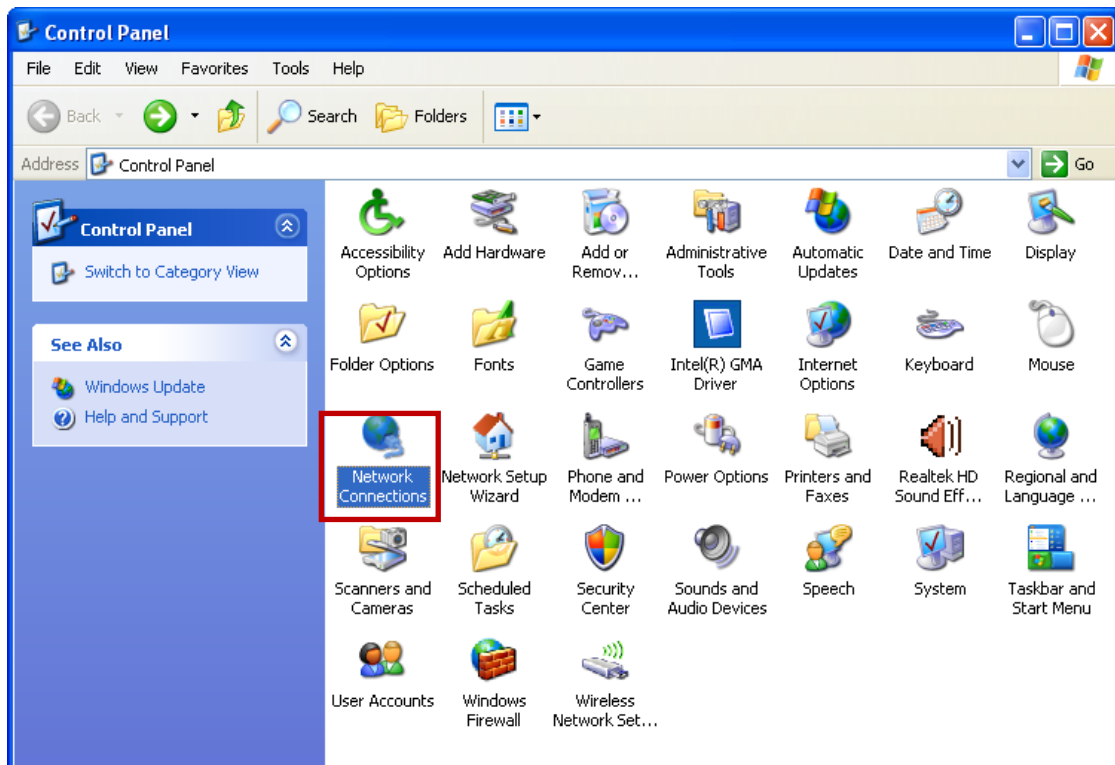 Control Panel
File Edit View Favorites Tools Help
Back Search Folders
Address Control Panel Go
Control Panel
Switch to Category View
See Also
Windows Update
Help and Support
Accessibility Options
Add Hardware
Add or Remov...
Administrative Tools
Automatic Updates
Date and Time
Display
Folder Options
Fonts
Game Controllers
Intel(R) GMA Driver
Internet Options
Keyboard
Mouse
Network Connections
Network Setup Wizard
Phone and Modem ...
Power Options
Printers and Faxes
Realtek HD Sound Eff...
Regional and Language ...
Scanners and Cameras
Scheduled Tasks
Security Center
Sounds and Audio Devices
Speech
System
Taskbar and Start Menu
User Accounts
Windows Firewall
Wireless Network Set...